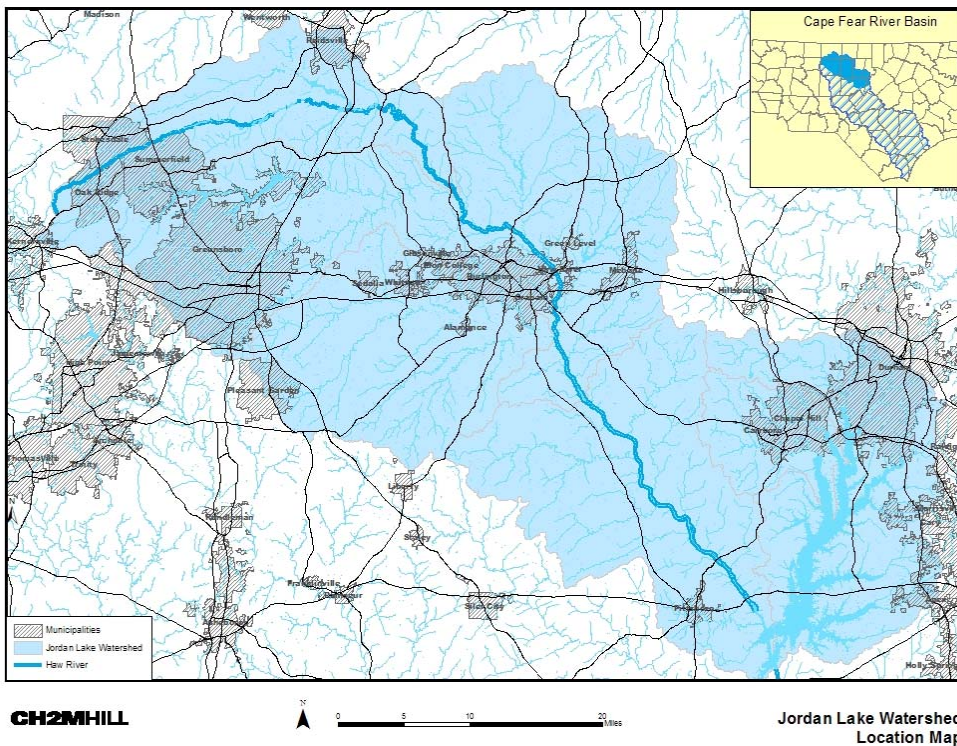 Madison
Wentworth
Reidsville
Cape Fear River Basin
Stokesdale
Summerfield
Oak Ridge
Kernersville
Greensboro
Green Level
Gibsonville
Elon College
Burlington
Mebane
Sedalia
Whitsett
Graham
Hillsborough
Alamance
Jamestown
High Point
Durham
Pleasant Garden
Chapel Hill
Carrboro
Archdale
Thomasville
Trinity
Liberty
Randleman
Staley
Franklinville
Ramseur
Siler City
Pittsboro
Asheboro
Cary
Holly Spring
N
Municipalities
Jordan Lake Watershed
Haw River
CH2MHILL
N
0 5 10 20
Miles
Jordan Lake Watershed
Location Map